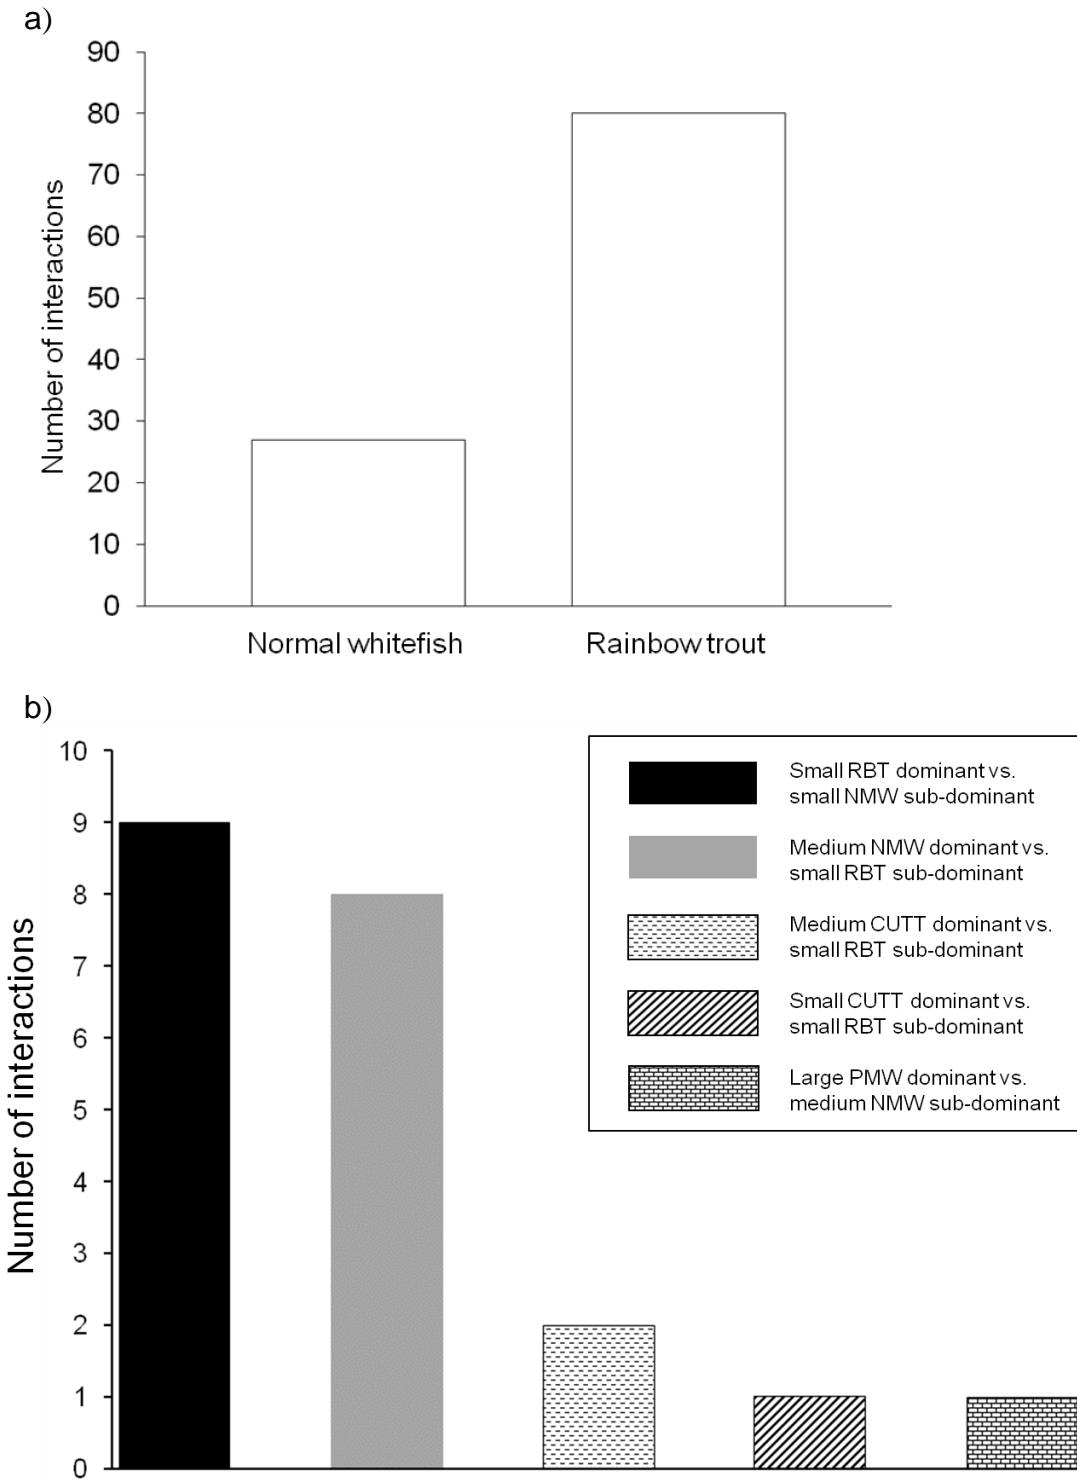 a)
90
80
70
60
50
40
30
20
10
0
Number of interactions
Normal whitefish
Rainbow trout
b)
10
9
8
7
6
5
4
3
2
1
0
Number of interactions
Small RBT dominant vs.
small NMW sub-dominant
Medium NMW dominant vs.
small RBT sub-dominant
Medium CUTT dominant vs.
small RBT sub-dominant
Small CUTT dominant vs.
small RBT sub-dominant
Large PMW dominant vs.
medium NMW sub-dominant